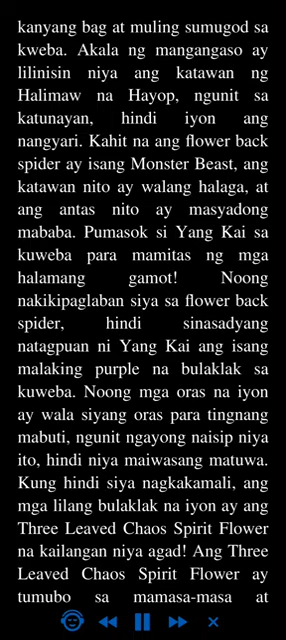 kanyang bag at muling sumugod sa
kweba. Akala ng mangangaso ay
lilinisin niya ang katawan ng
Halimaw na Hayop, ngunit sa
katunayan, hindi iyon ang
nangyari. Kahit na ang flower back
spider ay isang Monster Beast, ang
katawan nito ay walang halaga, at
ang antas nito ay masyadong
mababa. Pumasok si Yang Kai sa
kuweba para mamitas ng mga
halamang gamot! Noong
nakikipaglaban siya sa flower back
spider, hindi sinasadyang
natagpuan ni Yang Kai ang isang
malaking purple na bulaklak sa
kuweba. Noong mga oras na iyon
ay wala siyang oras para tingnang
mabuti, ngunit ngayong naisip niya
ito, hindi niya maiwasang matuwa.
Kung hindi siya nagkakamali, ang
mga lilang bulaklak na iyon ay ang
Three Leaved Chaos Spirit Flower
na kailangan niya agad! Ang Three
Leaved Chaos Spirit Flower ay
tumubo sa mamasa-masa at